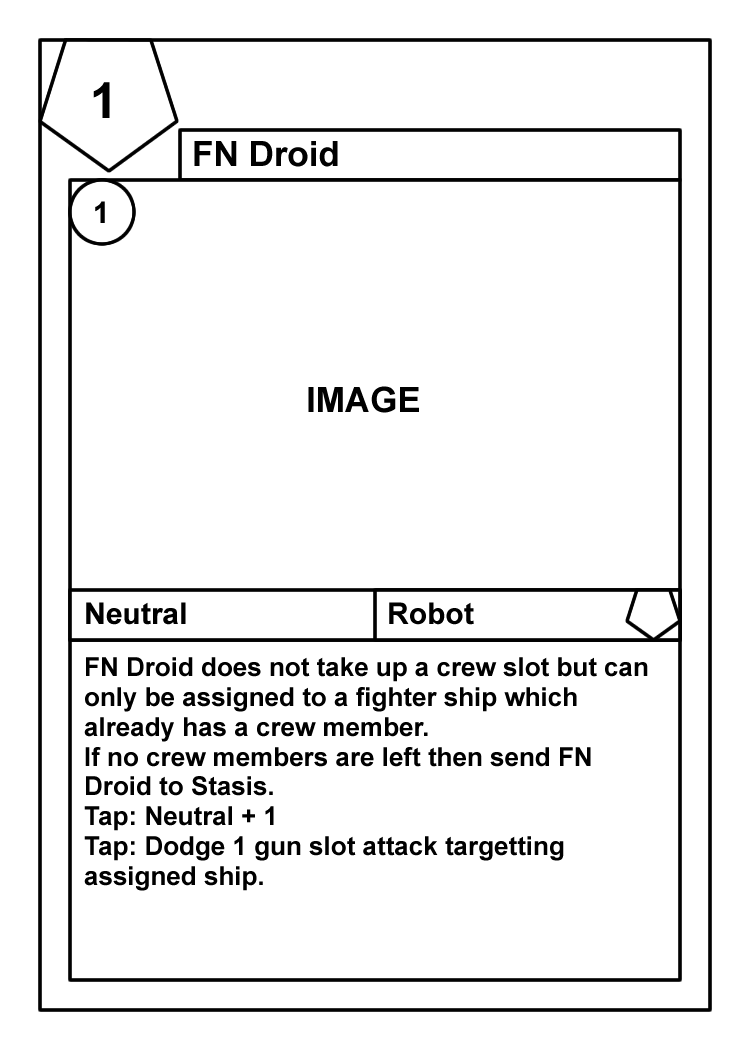 1
FN Droid
1
IMAGE
Neutral
Robot
FN Droid does not take up a crew slot but can
only be assigned to a fighter ship which
already has a crew member.
If no crew members are left then send FN
Droid to Stasis.
Tap: Neutral + 1
Tap: Dodge 1 gun slot attack targetting
assigned ship.